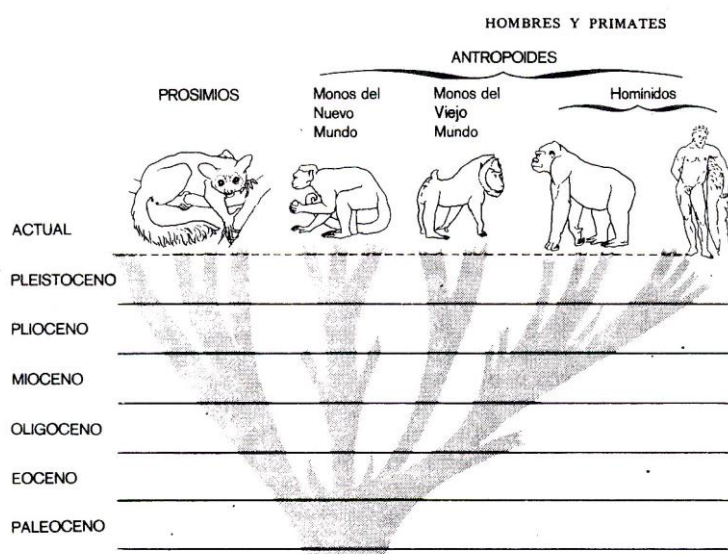 HOMBRES Y PRIMATES
ANTROPOIDES
PROSIMIOS
Monos del
Nuevo
Mundo
Monos del
Viejo
Mundo
Homínidos
ACTUAL
PLEISTOCENO
PLIOCENO
MIOCENO
OLIGOCENO
EOCENO
PALEOCENO